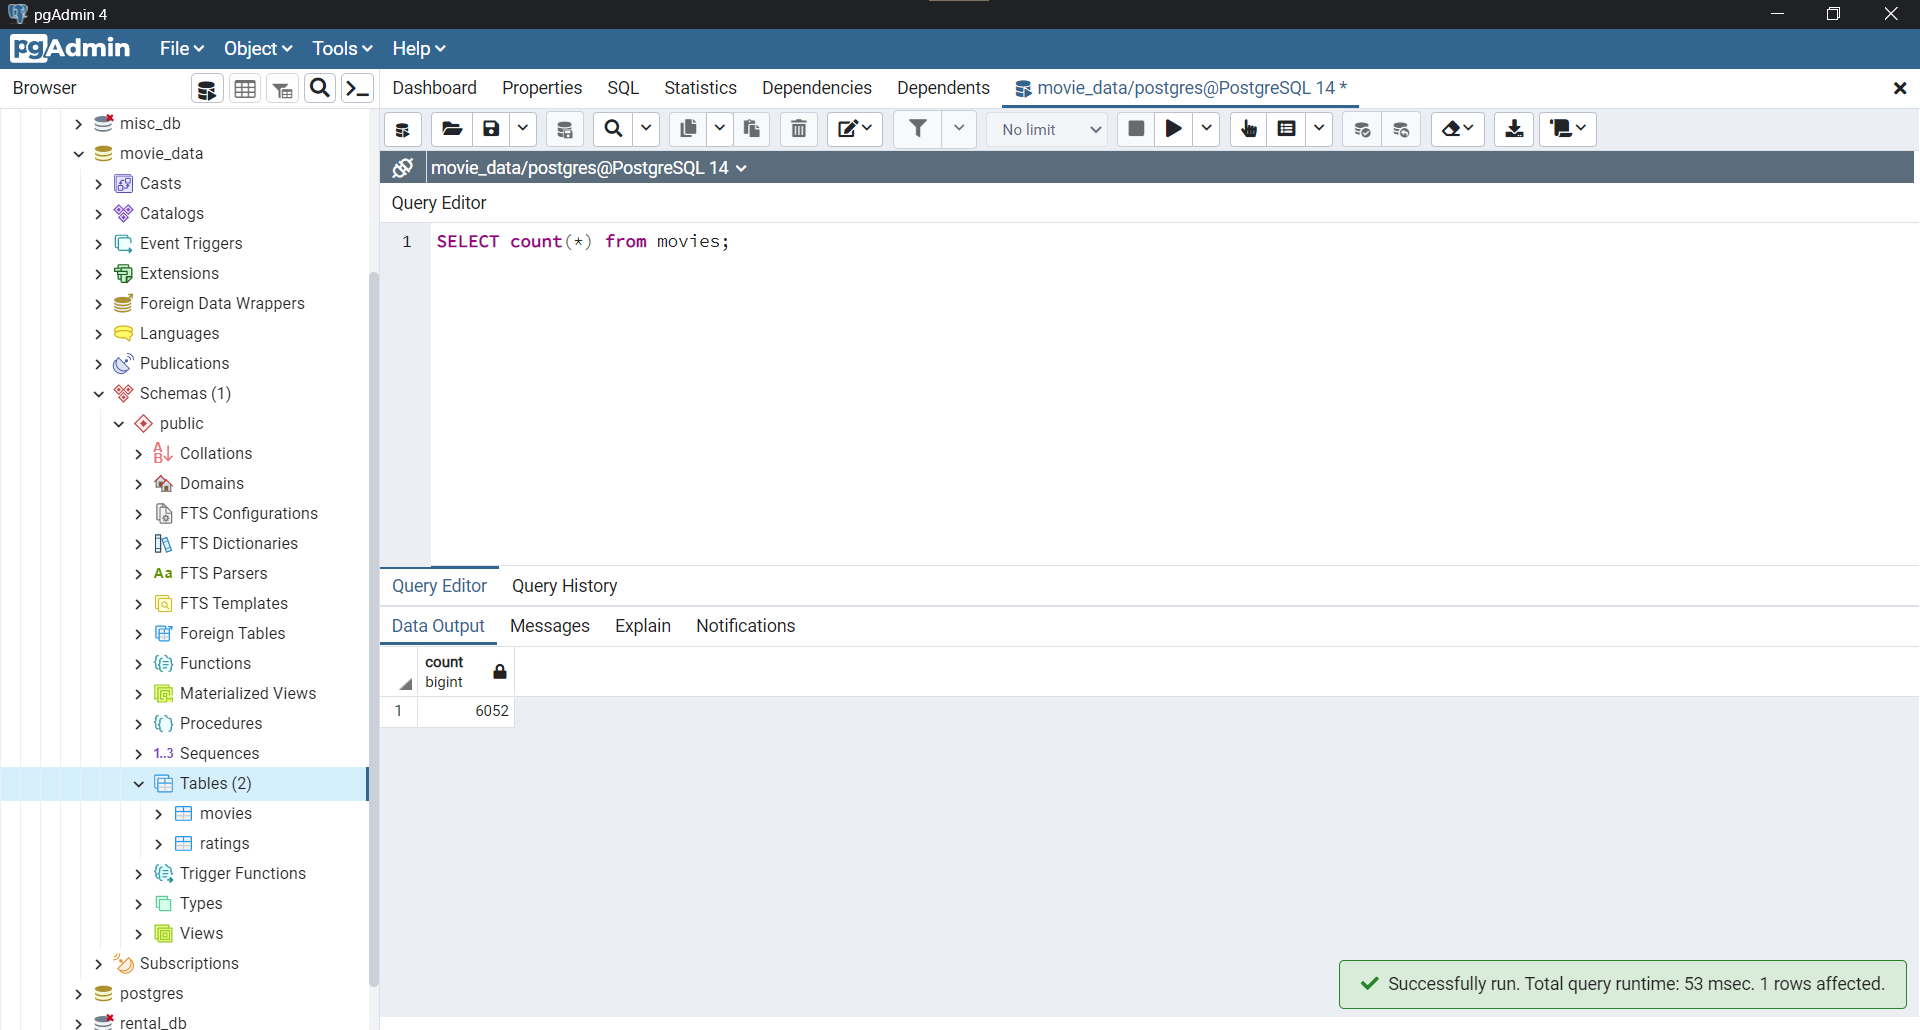 pgAdmin 4
pgAdmin File Object Tools Help
Browser
Dashboard Properties SQL Statistics Dependencies Dependents movie_data/postgres@PostgreSQL 14 *
No limit
movie_data/postgres@PostgreSQL 14
Query Editor
1 SELECT count(*) from movies;
Query Editor Query History
Data Output Messages Explain Notifications
count
bigint
1 6052
Successfully run. Total query runtime: 53 msec. 1 rows affected.
misc_db
movie_data
Casts
Catalogs
Event Triggers
Extensions
Foreign Data Wrappers
Languages
Publications
Schemas (1)
public
Collations
Domains
FTS Configurations
FTS Dictionaries
Aa FTS Parsers
FTS Templates
Foreign Tables
Functions
Materialized Views
Procedures
1..3 Sequences
Tables (2)
movies
ratings
Trigger Functions
Types
Views
Subscriptions
postgres
rental_db